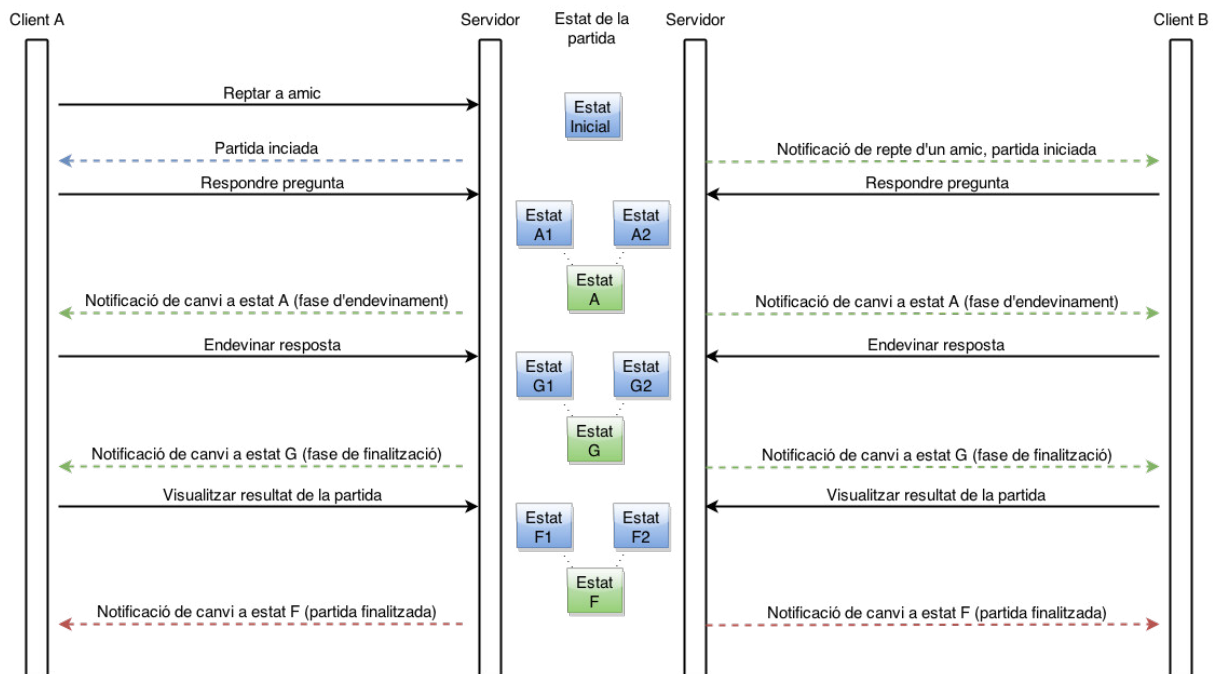 Client A
Servidor
Estat de la
partida
Servidor
Client B
Reptar a amic
Estat
Inicial
Partida inciada
Notificació de repte d'un amic, partida iniciada
Respondre pregunta
Respondre pregunta
Estat
A1
Estat
A2
Estat
A
Notificació de canvi a estat A (fase d'endevinament)
Notificació de canvi a estat A (fase d'endevinament)
Endevinar resposta
Endevinar resposta
Estat
G1
Estat
G2
Estat
G
Notificació de canvi a estat G (fase de finalització)
Notificació de canvi a estat G (fase de finalització)
Visualitzar resultat de la partida
Visualitzar resultat de la partida
Estat
F1
Estat
F2
Estat
F
Notificació de canvi a estat F (partida finalitzada)
Notificació de canvi a estat F (partida finalitzada)